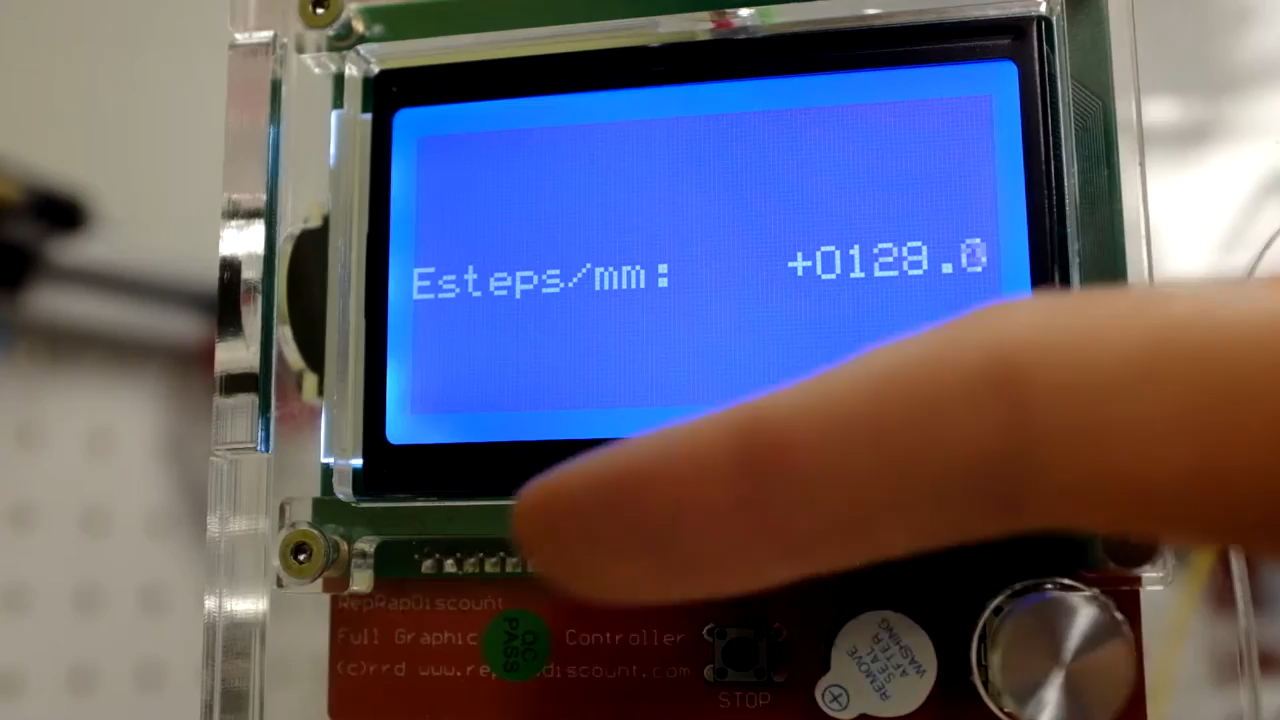 Esteps/mm: +0128.0
RepRapDiscount
Full Graphic Controller
(c)rrd www.rep discount.com
QC PASS
STOP
REMOVE
SEAL
AFTER
WASHING